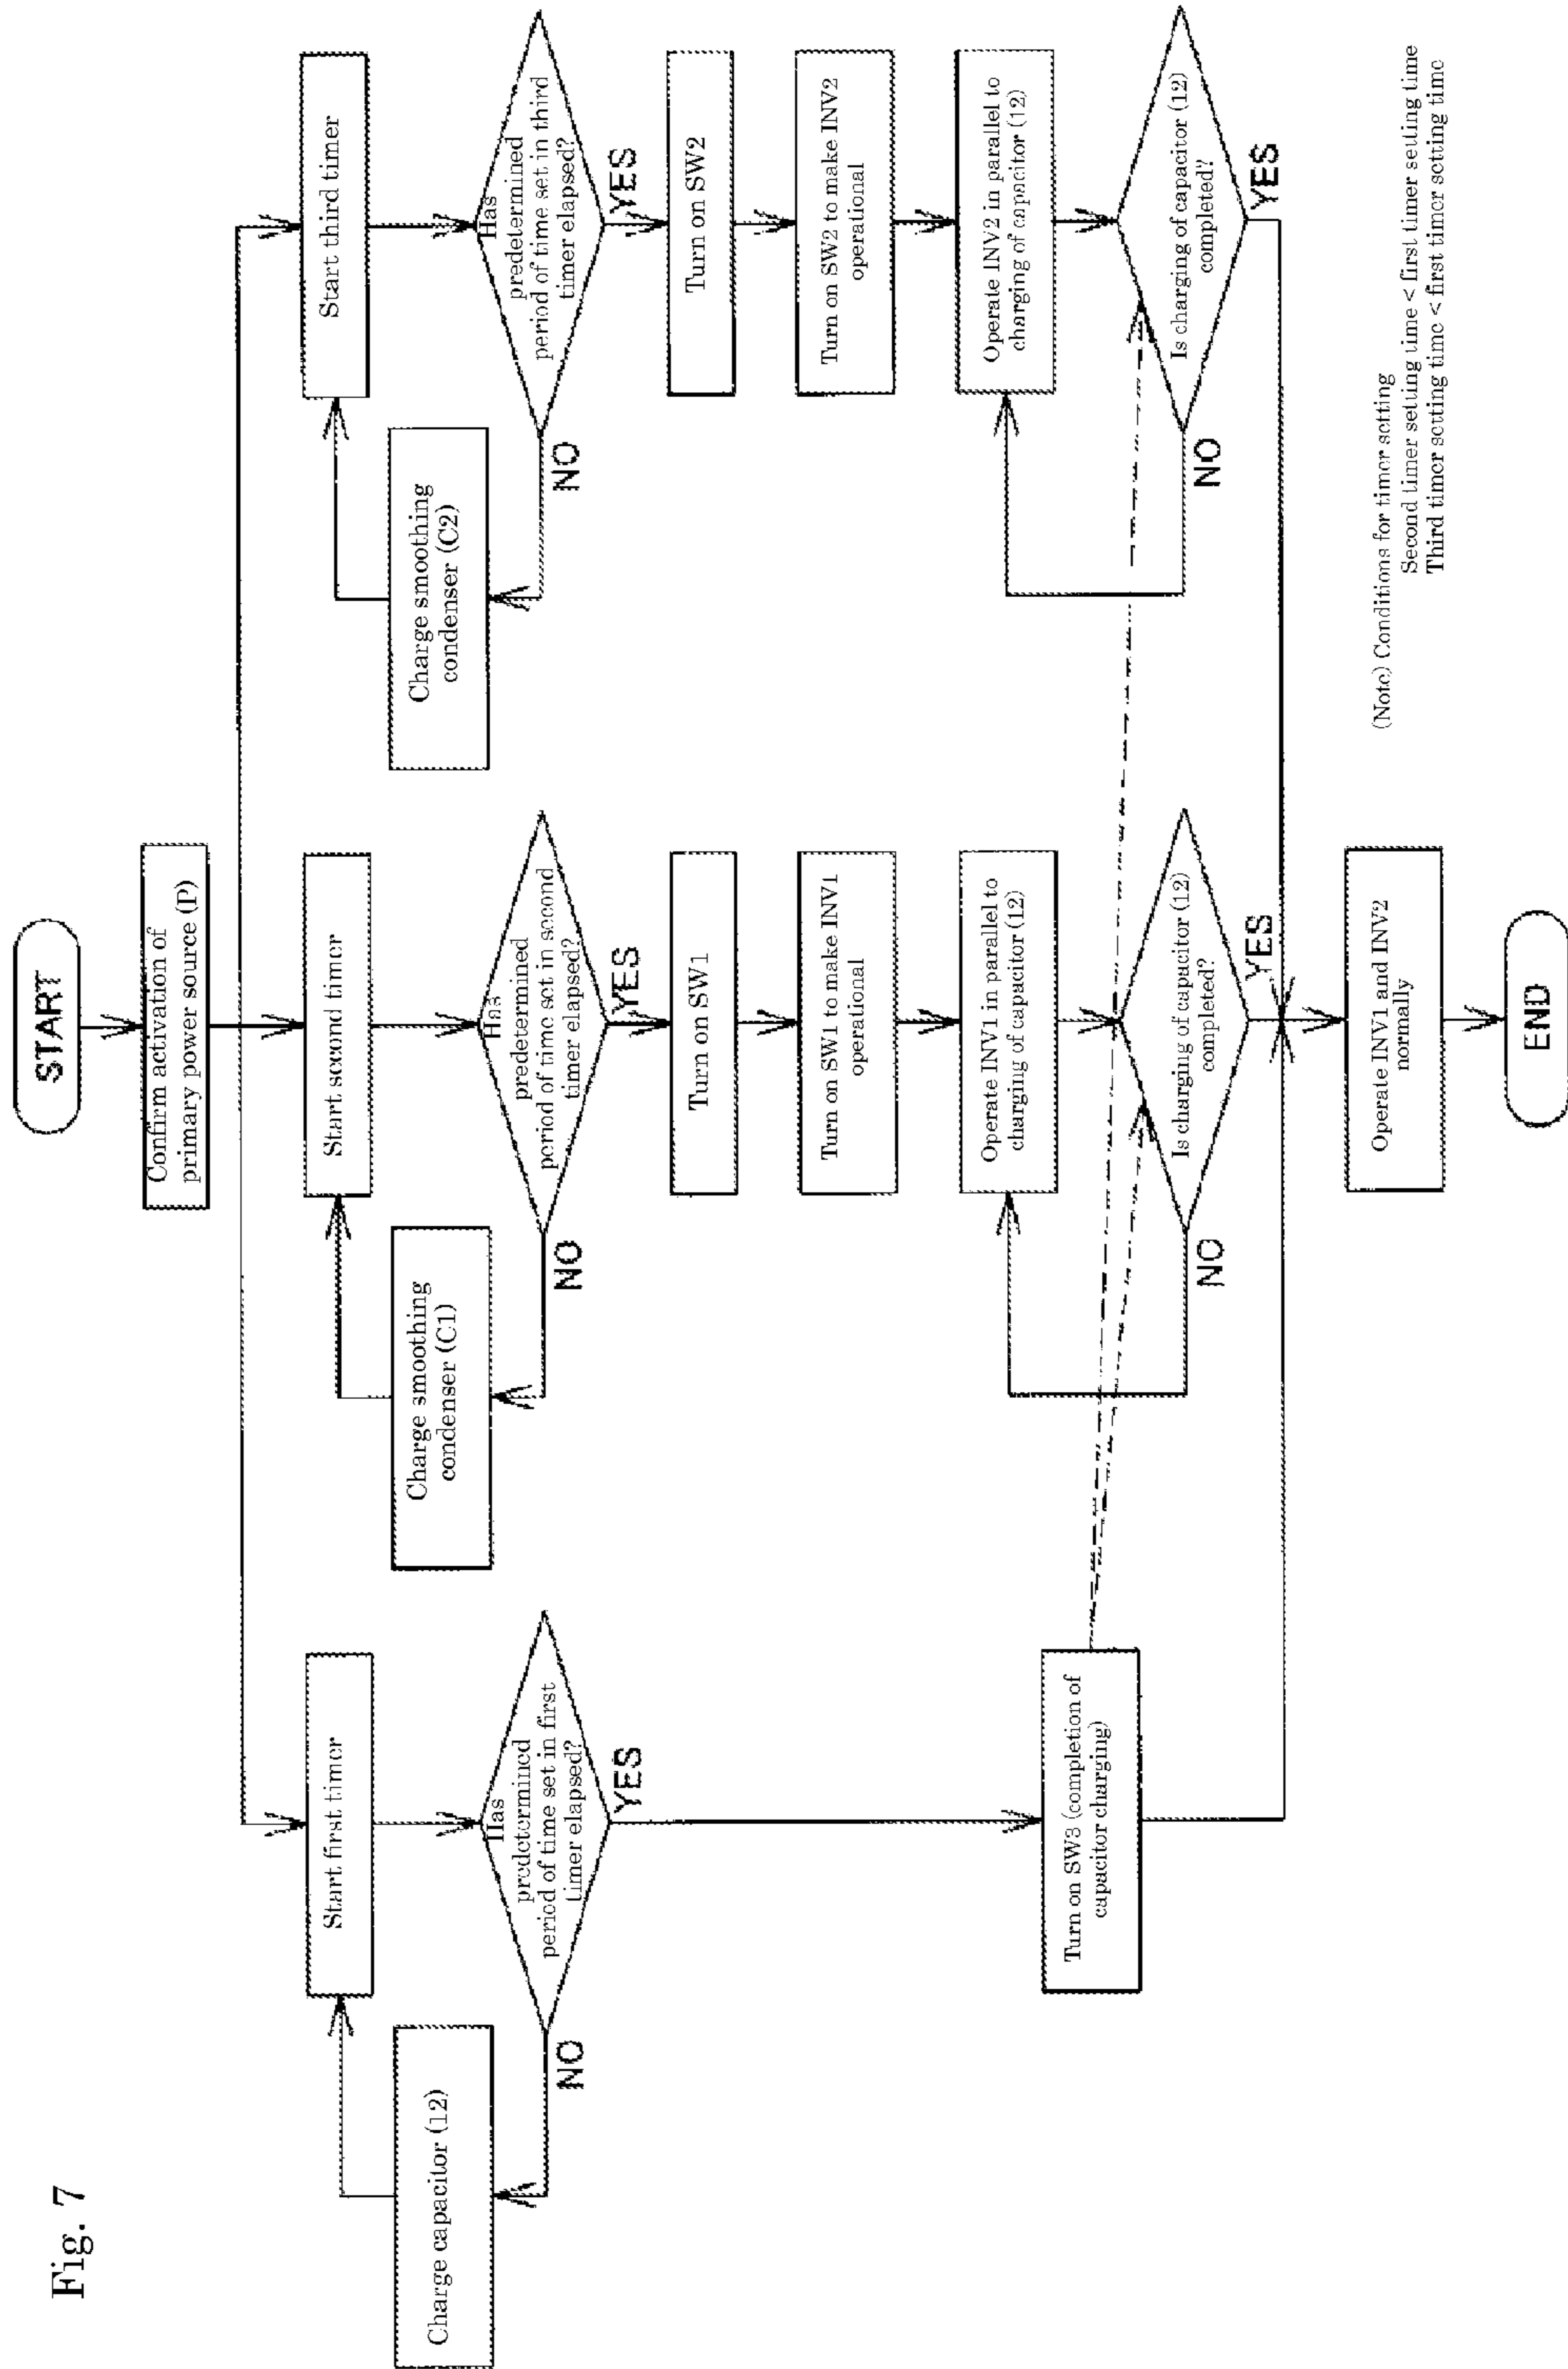 Fig. 7
START
Confirm activation of
primary power source (P)
Start first timer
Charge capacitor (12)
Has
predetermined
period of time set in first
timer elapsed?
NO
YES
Turn on SW3 (completion of
capacitor charging)
Start second timer
Charge smoothing
condenser (C1)
Has
predetermined
period of time set in second
timer elapsed?
NO
YES
Turn on SW1
Turn on SW1 to make INV1
operational
Operate INV1 in parallel to
charging of capacitor (12)
Is charging of capacitor (12)
completed?
NO
YES
Start third timer
Charge smoothing
condenser (C2)
Has
predetermined
period of time set in third
timer elapsed?
NO
YES
Turn on SW2
Turn on SW2 to make INV2
operational
Operate INV2 in parallel to
charging of capacitor (12)
Is charging of capacitor (12)
completed?
NO
YES
Operate INV1 and INV2
normally
END
(Note) Conditions for timer setting
Second timer setting time < first timer setting time
Third timer setting time < first timer setting time